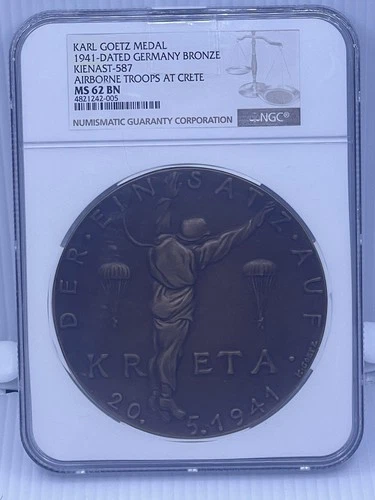 KARL GOETZ MEDAL
1941-DATED GERMANY BRONZE
KIENAST-587
AIRBORNE TROOPS AT CRETE
MS 62 BN
4821242-005
NUMISMATIC GUARANTY CORPORATION
NGC®
DER · EINSATZ · AUF
KRETA ·
20. 5. 1941